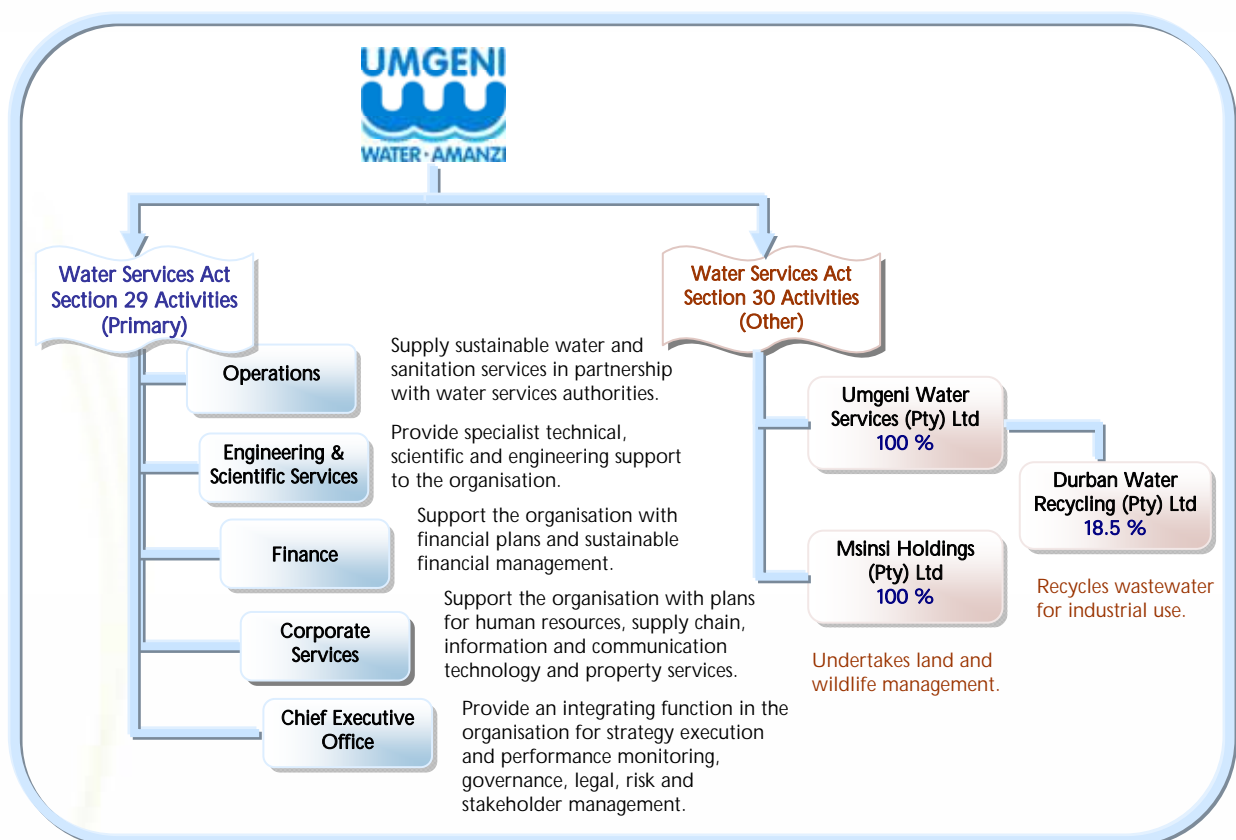 UMGENI
WATER·AMANZI
Water Services Act
Section 29 Activities
(Primary)
Operations
Supply sustainable water and
sanitation services in partnership
with water services authorities.
Engineering &
Scientific Services
Provide specialist technical,
scientific and engineering support
to the organisation.
Finance
Support the organisation with
financial plans and sustainable
financial management.
Corporate
Services
Support the organisation with plans
for human resources, supply chain,
information and communication
technology and property services.
Chief Executive
Office
Provide an integrating function in the
organisation for strategy execution
and performance monitoring,
governance, legal, risk and
stakeholder management.
Water Services Act
Section 30 Activities
(Other)
Umgeni Water
Services (Pty) Ltd
100 %
Durban Water
Recycling (Pty) Ltd
18.5 %
Recycles wastewater
for industrial use.
Msinsi Holdings
(Pty) Ltd
100 %
Undertakes land and
wildlife management.